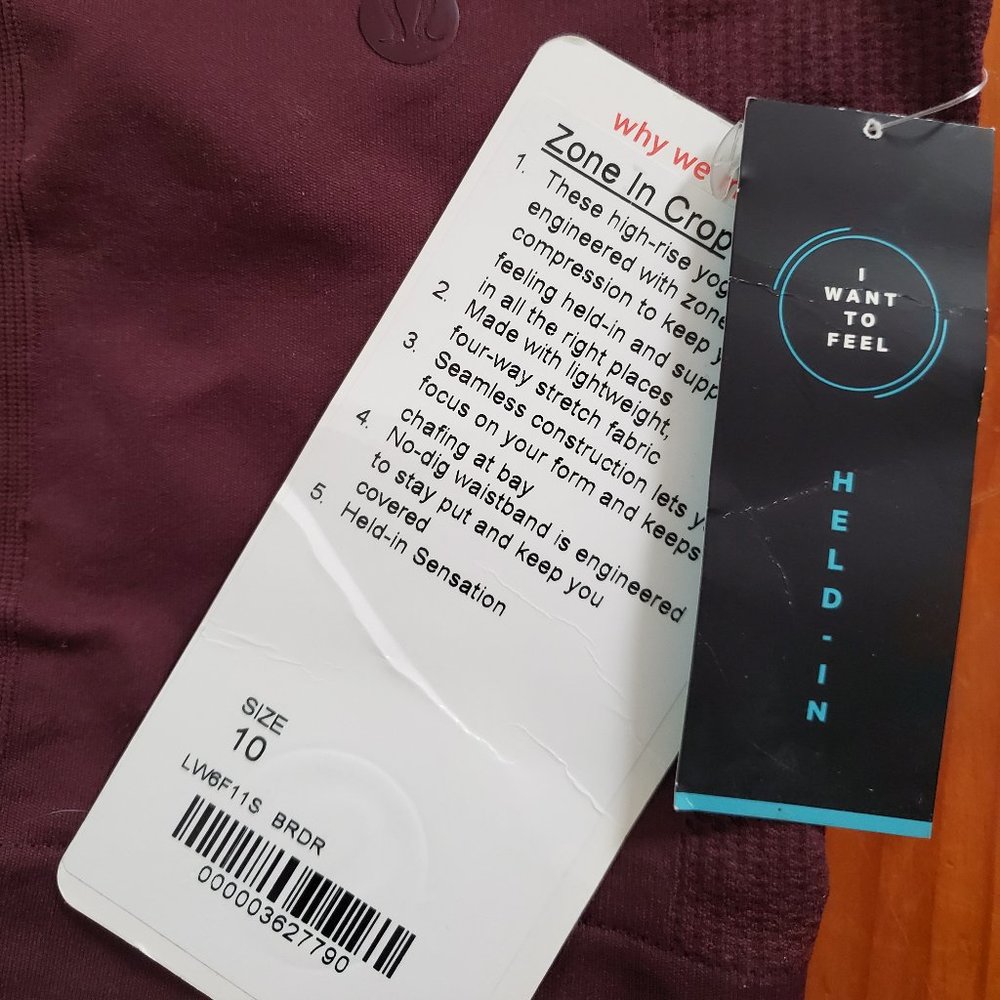 why we
Zone In Crop
1. These high-rise yog
engineered with zone
compression to keep y
feeling held-in and supp
in all the right places
2. Made with lightweight,
four-way stretch fabric
3. Seamless construction lets y
focus on your form and keeps
chafing at bay
4. No-dig waistband is engineered
to stay put and keep you
covered
5. Held-in Sensation
SIZE
10
LW6F11S BRDR
000003627790
I
WANT
TO
FEEL
HELD-IN